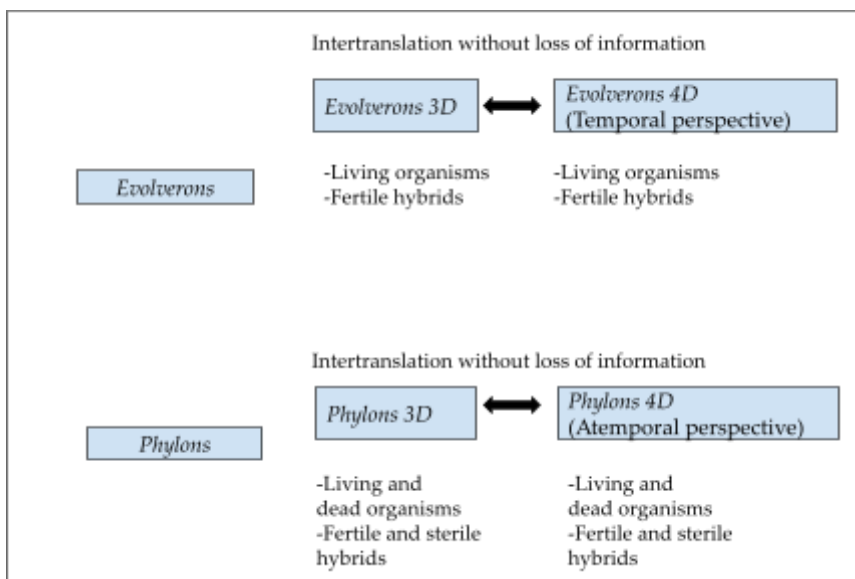 Intertranslation without loss of information
Evolverons 3D
Evolverons 4D
(Temporal perspective)
Evolverons
-Living organisms
-Fertile hybrids
-Living organisms
-Fertile hybrids
Intertranslation without loss of information
Phylons 3D
Phylons 4D
(Atemporal perspective)
Phylons
-Living and
dead organisms
-Fertile and sterile
hybrids
-Living and
dead organisms
-Fertile and sterile
hybrids